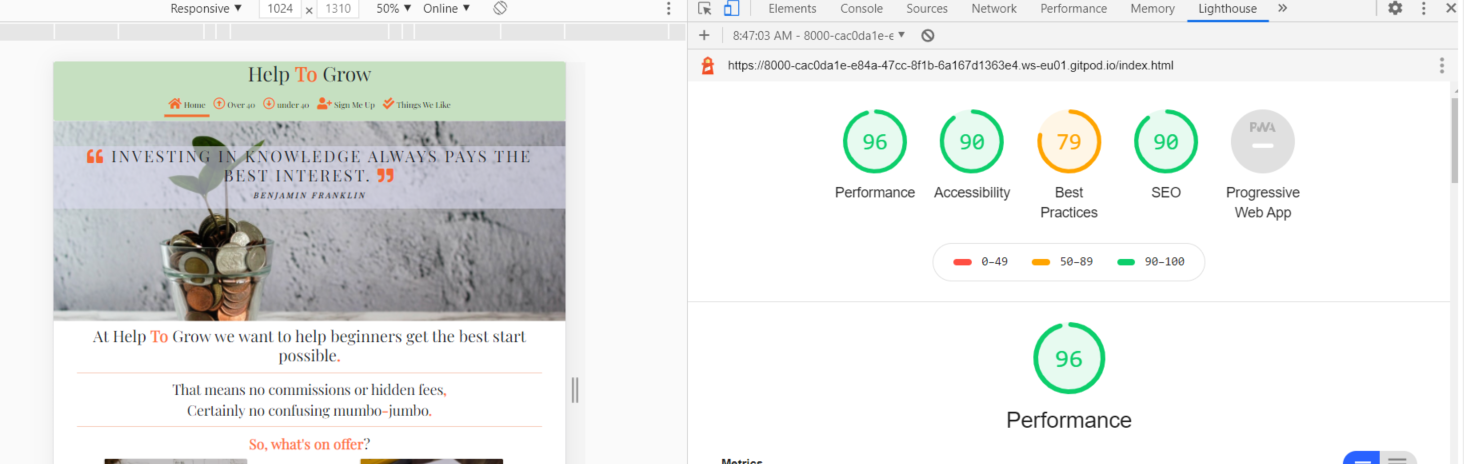 Responsive ▼ 1024 × 1310 50% ▼ Online ▼
Elements Console Sources Network Performance Memory Lighthouse »
+ 8:47:03 AM - 8000-cac0da1e-e ▼
https://8000-cac0da1e-e84a-47cc-8f1b-6a167d1363e4.ws-eu01.gitpod.io/index.html
Help To Grow
Home Over 40 under 40 Sign Me Up Things We Like
“ INVESTING IN KNOWLEDGE ALWAYS PAYS THE
BEST INTEREST. ”
BENJAMIN FRANKLIN
At Help To Grow we want to help beginners get the best start
possible.
That means no commissions or hidden fees,
Certainly no confusing mumbo-jumbo.
So, what's on offer?
96 90 79 90 PWA
Performance Accessibility Best SEO Progressive
Practices Web App
0-49 50-89 90-100
96
Performance
Metrics